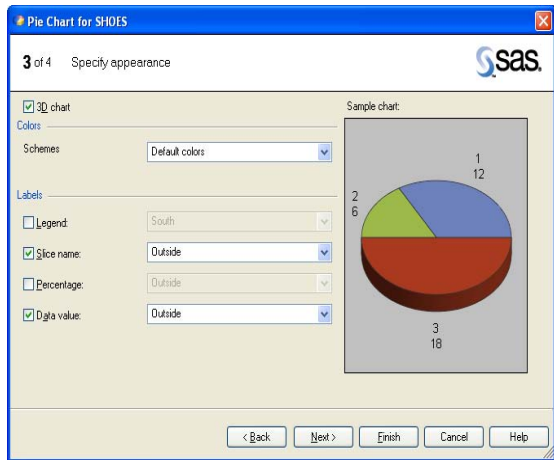 Pie Chart for SHOES
3 of 4 Specify appearance
sas.
3D chart
Colors
Schemes
Default colors
Labels
Legend:
South
Slice name:
Outside
Percentage:
Outside
Data value:
Outside
Sample chart:
1
12
2
6
3
18
< Back
Next >
Finish
Cancel
Help